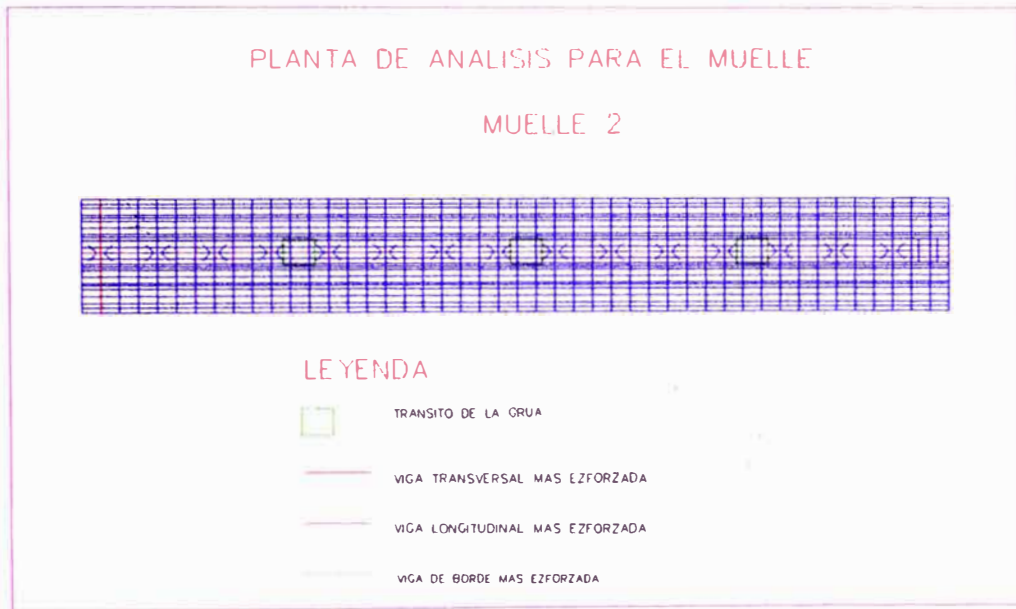 PLANTA DE ANALISIS PARA EL MUELLE
MUELLE 2
LEYENDA
TRANSITO DE LA GRUA
VIGA TRANSVERSAL MAS EZFORZADA
VIGA LONGITUDINAL MAS EZFORZADA
VIGA DE BORDE MAS EZFORZADA